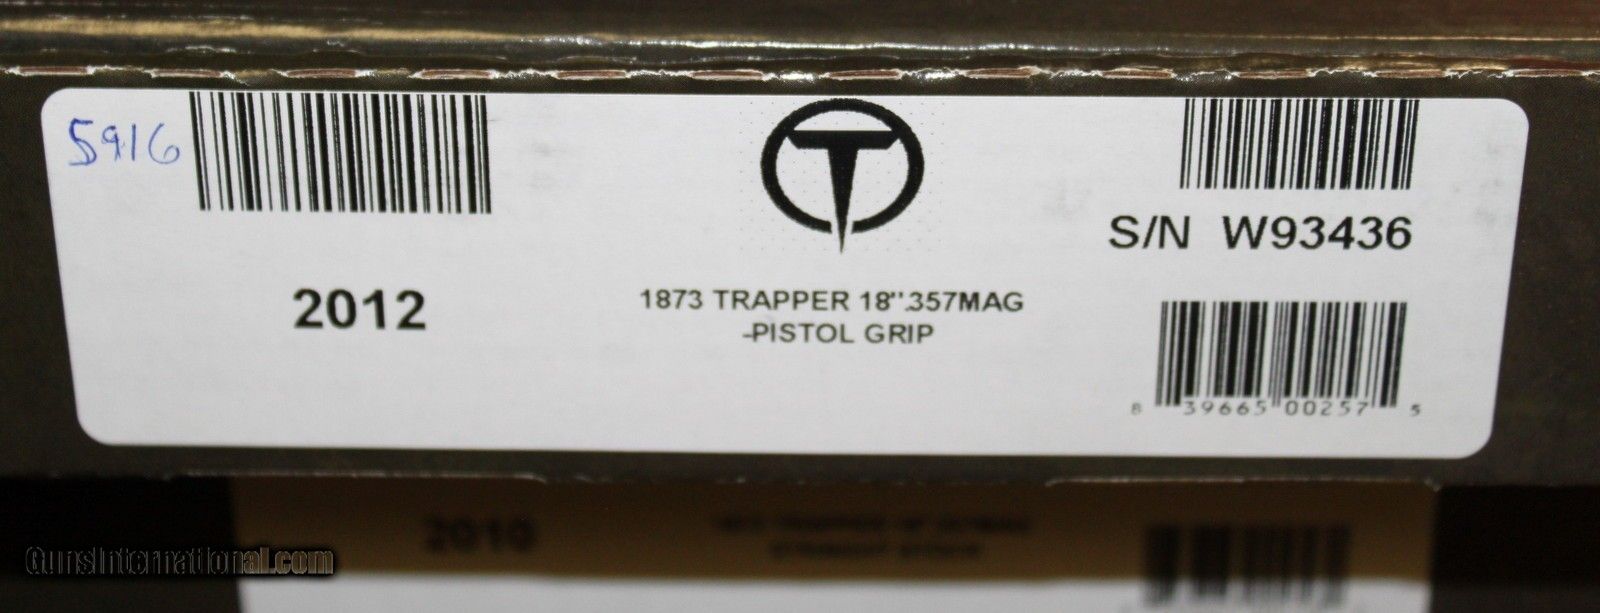 5916
S/N W93436
2012
1873 TRAPPER 18".357MAG
-PISTOL GRIP
8 39665 00257 5
2010
GunsInternational.com